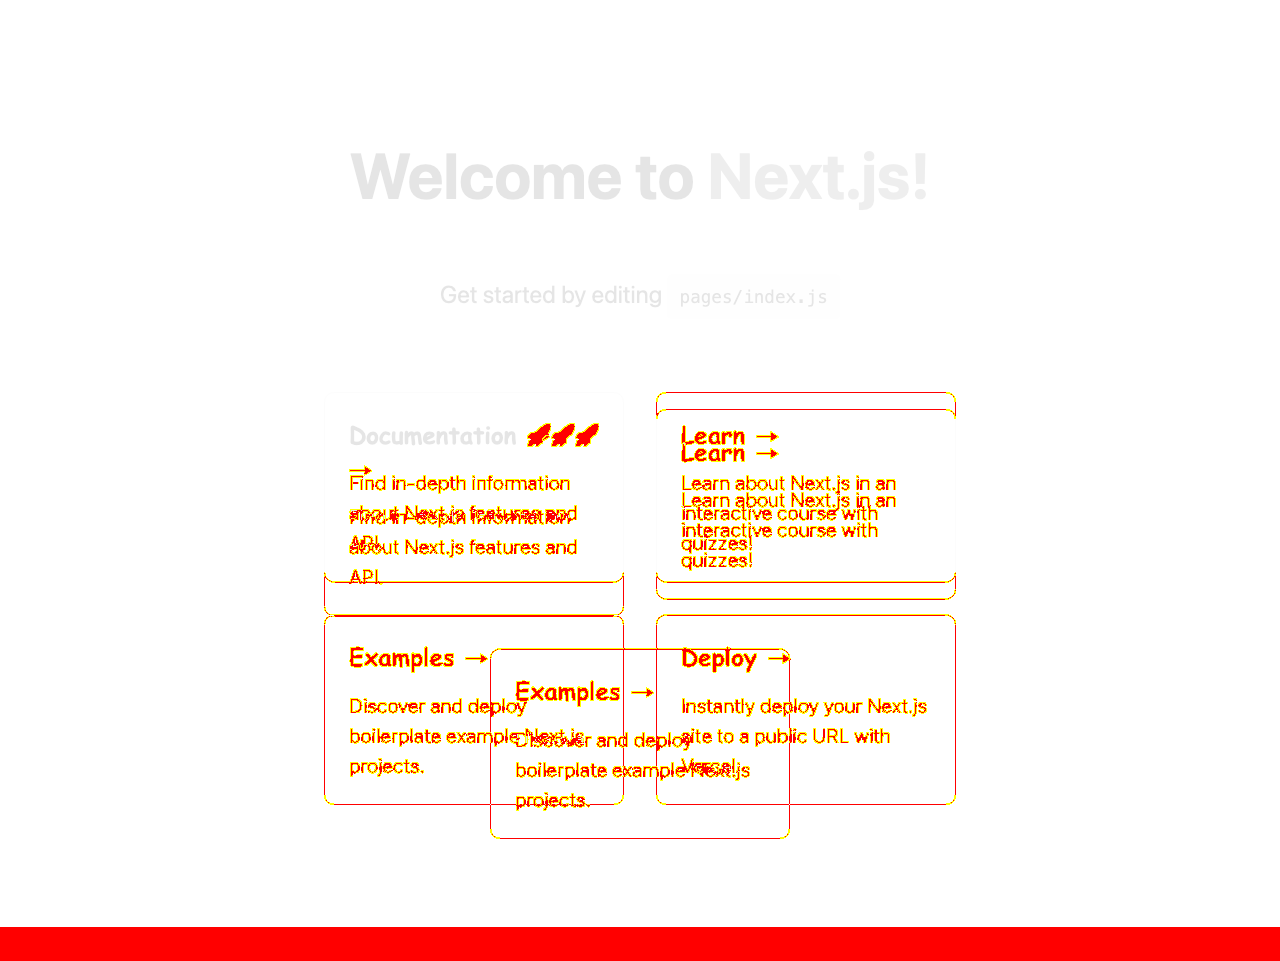 Welcome to Next.js!
Get started by editing pages/index.js
Documentation 🚀🚀🚀
→
Find in-depth information
about Next.js features and
API.
Find in-depth information
about Next.js features and
API.
Learn →
Learn →
Learn about Next.js in an
Learn about Next.js in an
interactive course with
interactive course with
quizzes!
quizzes!
Examples →
Discover and deploy
boilerplate example Next.js
projects.
Examples →
Discover and deploy
boilerplate example Next.js
projects.
Deploy →
Instantly deploy your Next.js
site to a public URL with
Vercel.